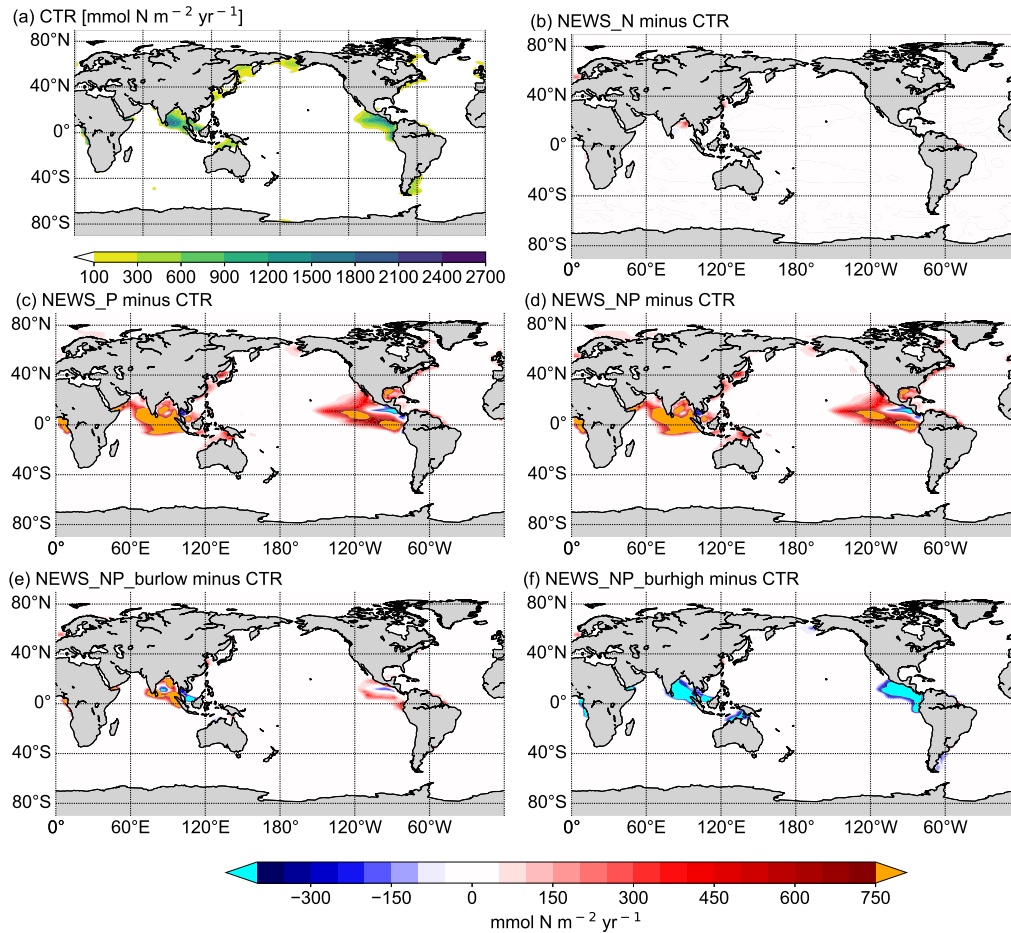 (a) CTR [mmol N m⁻² yr⁻¹]
(b) NEWS_N minus CTR
80°N
40°N
0°
40°S
80°S
80°N
40°N
0°
40°S
80°S
100 300 600 900 1200 1500 1800 2100 2400 2700
0° 60°E 120°E 180° 120°W 60°W
(c) NEWS_P minus CTR
(d) NEWS_NP minus CTR
80°N
40°N
0°
40°S
80°S
0° 60°E 120°E 180° 120°W 60°W
80°N
40°N
0°
40°S
80°S
0° 60°E 120°E 180° 120°W 60°W
(e) NEWS_NP_burlow minus CTR
(f) NEWS_NP_burhigh minus CTR
80°N
40°N
0°
40°S
80°S
0° 60°E 120°E 180° 120°W 60°W
80°N
40°N
0°
40°S
80°S
0° 60°E 120°E 180° 120°W 60°W
−300 −150 0 150 300 450 600 750
mmol N m⁻² yr⁻¹